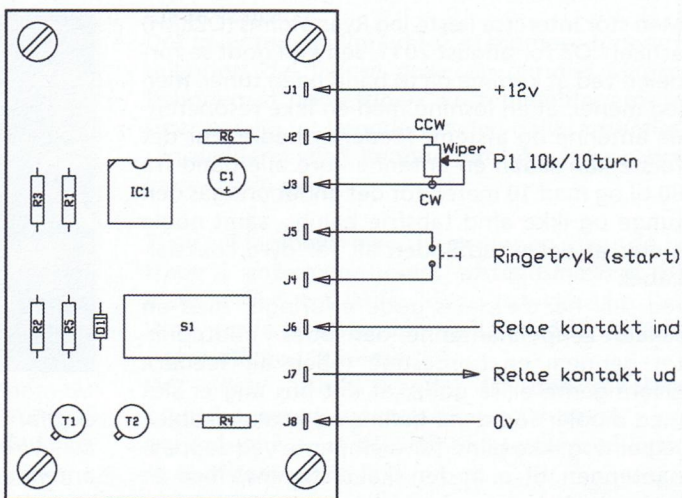 J1 +12v
CCW
R6 J2
Wiper
P1 10k/10turn
IC1 C1 +
J3
CW
R3 R1
J5
Ringetryk (start)
J4
R2 R5 D1 S1
J6 Relae kontakt ind
J7 Relae kontakt ud
T1 T2 R4 J8 0v